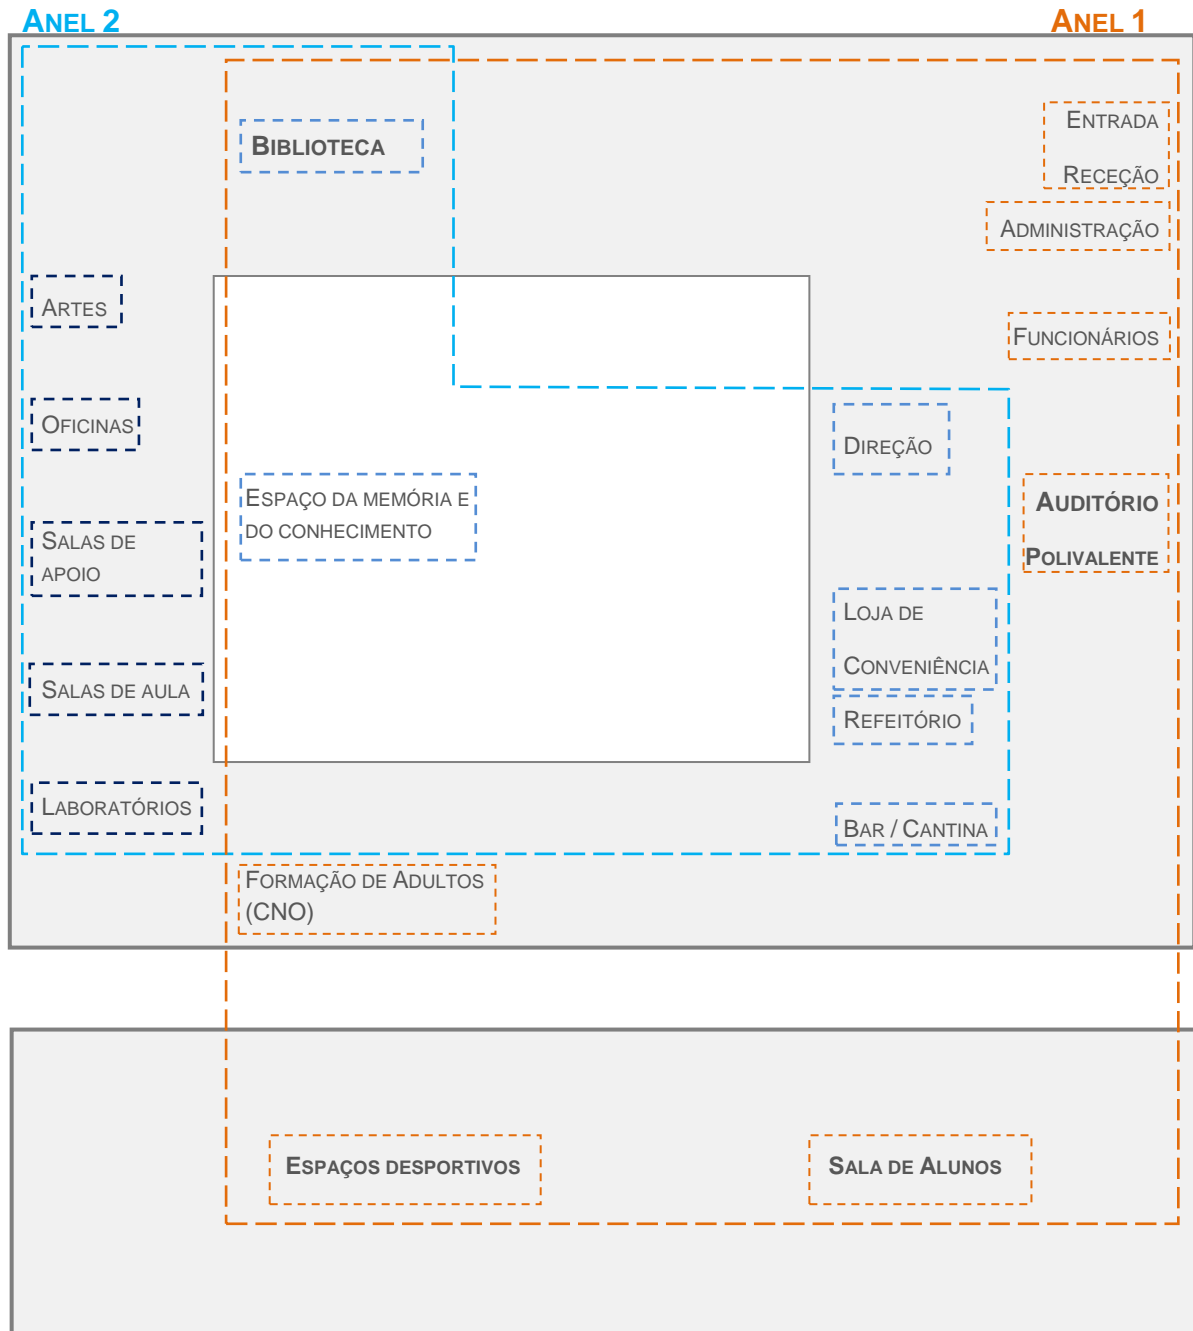 ANEL 2
ANEL 1
BIBLIOTECA
ENTRADA
RECEÇÃO
ADMINISTRAÇÃO
ARTES
FUNCIONÁRIOS
OFICINAS
DIREÇÃO
ESPAÇO DA MEMÓRIA E
DO CONHECIMENTO
AUDITÓRIO
POLIVALENTE
SALAS DE
APOIO
LOJA DE
CONVENIÊNCIA
SALAS DE AULA
REFEITÓRIO
LABORATÓRIOS
BAR / CANTINA
FORMAÇÃO DE ADULTOS
(CNO)
ESPAÇOS DESPORTIVOS
SALA DE ALUNOS